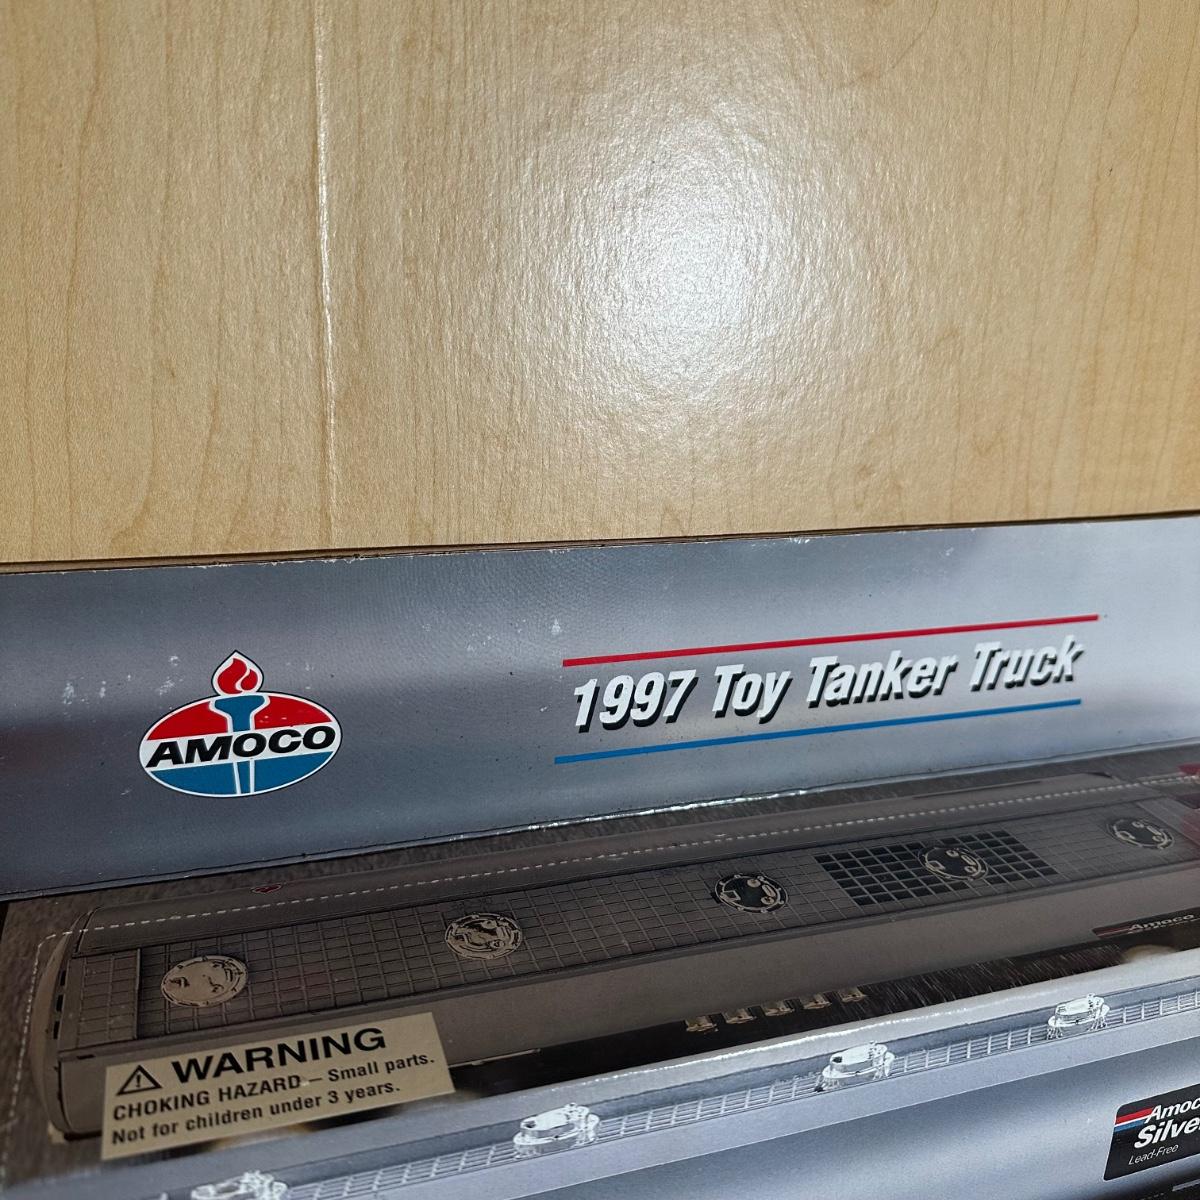 AMOCO
1997 Toy Tanker Truck
Amoco
WARNING
CHOKING HAZARD – Small parts.
Not for children under 3 years.
Lead-Free